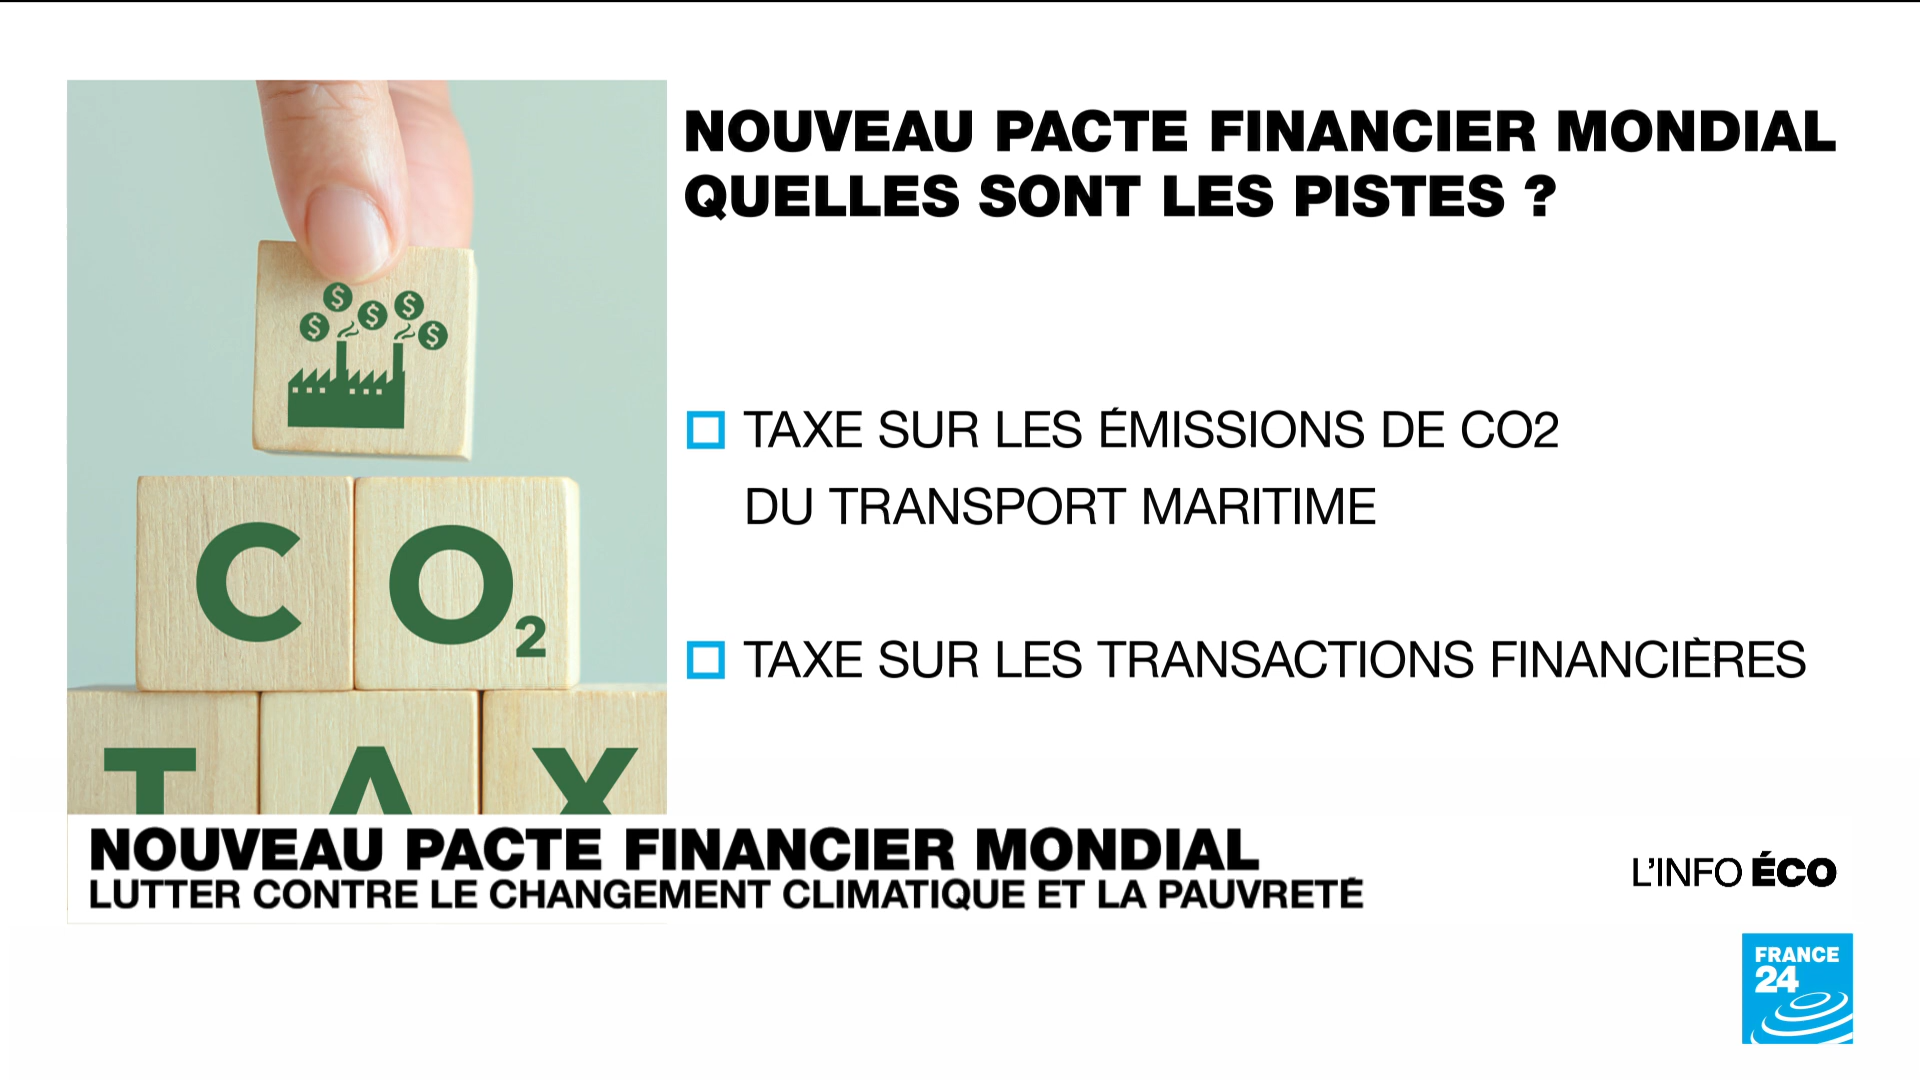 NOUVEAU PACTE FINANCIER MONDIAL
QUELLES SONT LES PISTES ?
TAXE SUR LES ÉMISSIONS DE CO2
DU TRANSPORT MARITIME
TAXE SUR LES TRANSACTIONS FINANCIÈRES
$ $ $ $ $
CO₂
TAX
NOUVEAU PACTE FINANCIER MONDIAL
LUTTER CONTRE LE CHANGEMENT CLIMATIQUE ET LA PAUVRETÉ
L'INFO ÉCO
FRANCE
24